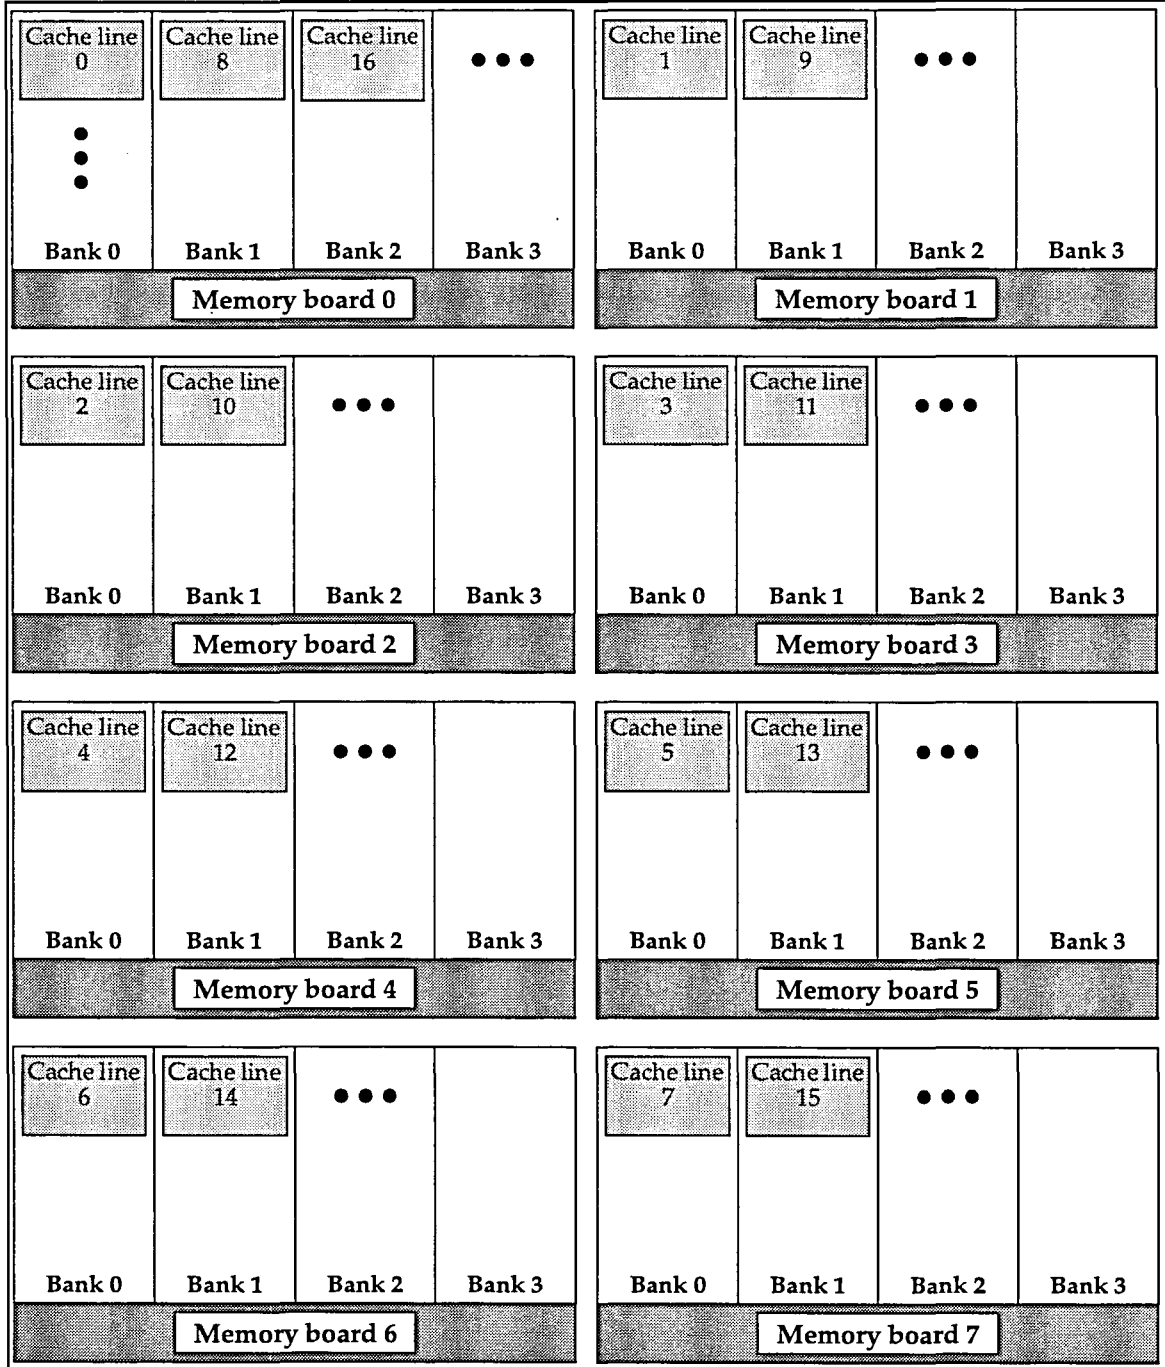 Cache line
0
Cache line
8
Cache line
16
Bank 0
Bank 1
Bank 2
Bank 3
Memory board 0
Cache line
1
Cache line
9
Bank 0
Bank 1
Bank 2
Bank 3
Memory board 1
Cache line
2
Cache line
10
Bank 0
Bank 1
Bank 2
Bank 3
Memory board 2
Cache line
3
Cache line
11
Bank 0
Bank 1
Bank 2
Bank 3
Memory board 3
Cache line
4
Cache line
12
Bank 0
Bank 1
Bank 2
Bank 3
Memory board 4
Cache line
5
Cache line
13
Bank 0
Bank 1
Bank 2
Bank 3
Memory board 5
Cache line
6
Cache line
14
Bank 0
Bank 1
Bank 2
Bank 3
Memory board 6
Cache line
7
Cache line
15
Bank 0
Bank 1
Bank 2
Bank 3
Memory board 7